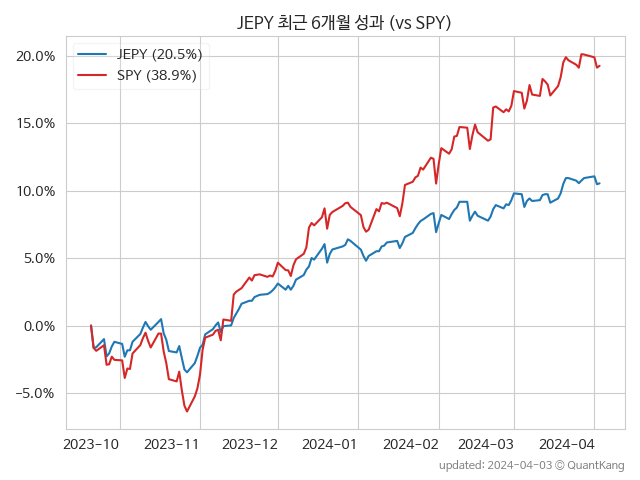 JEPY 최근 6개월 성과 (vs SPY)
JEPY (20.5%)
SPY (38.9%)
20.0%
15.0%
10.0%
5.0%
0.0%
−5.0%
2023-10 2023-11 2023-12 2024-01 2024-02 2024-03 2024-04
updated: 2024-04-03 © QuantKang